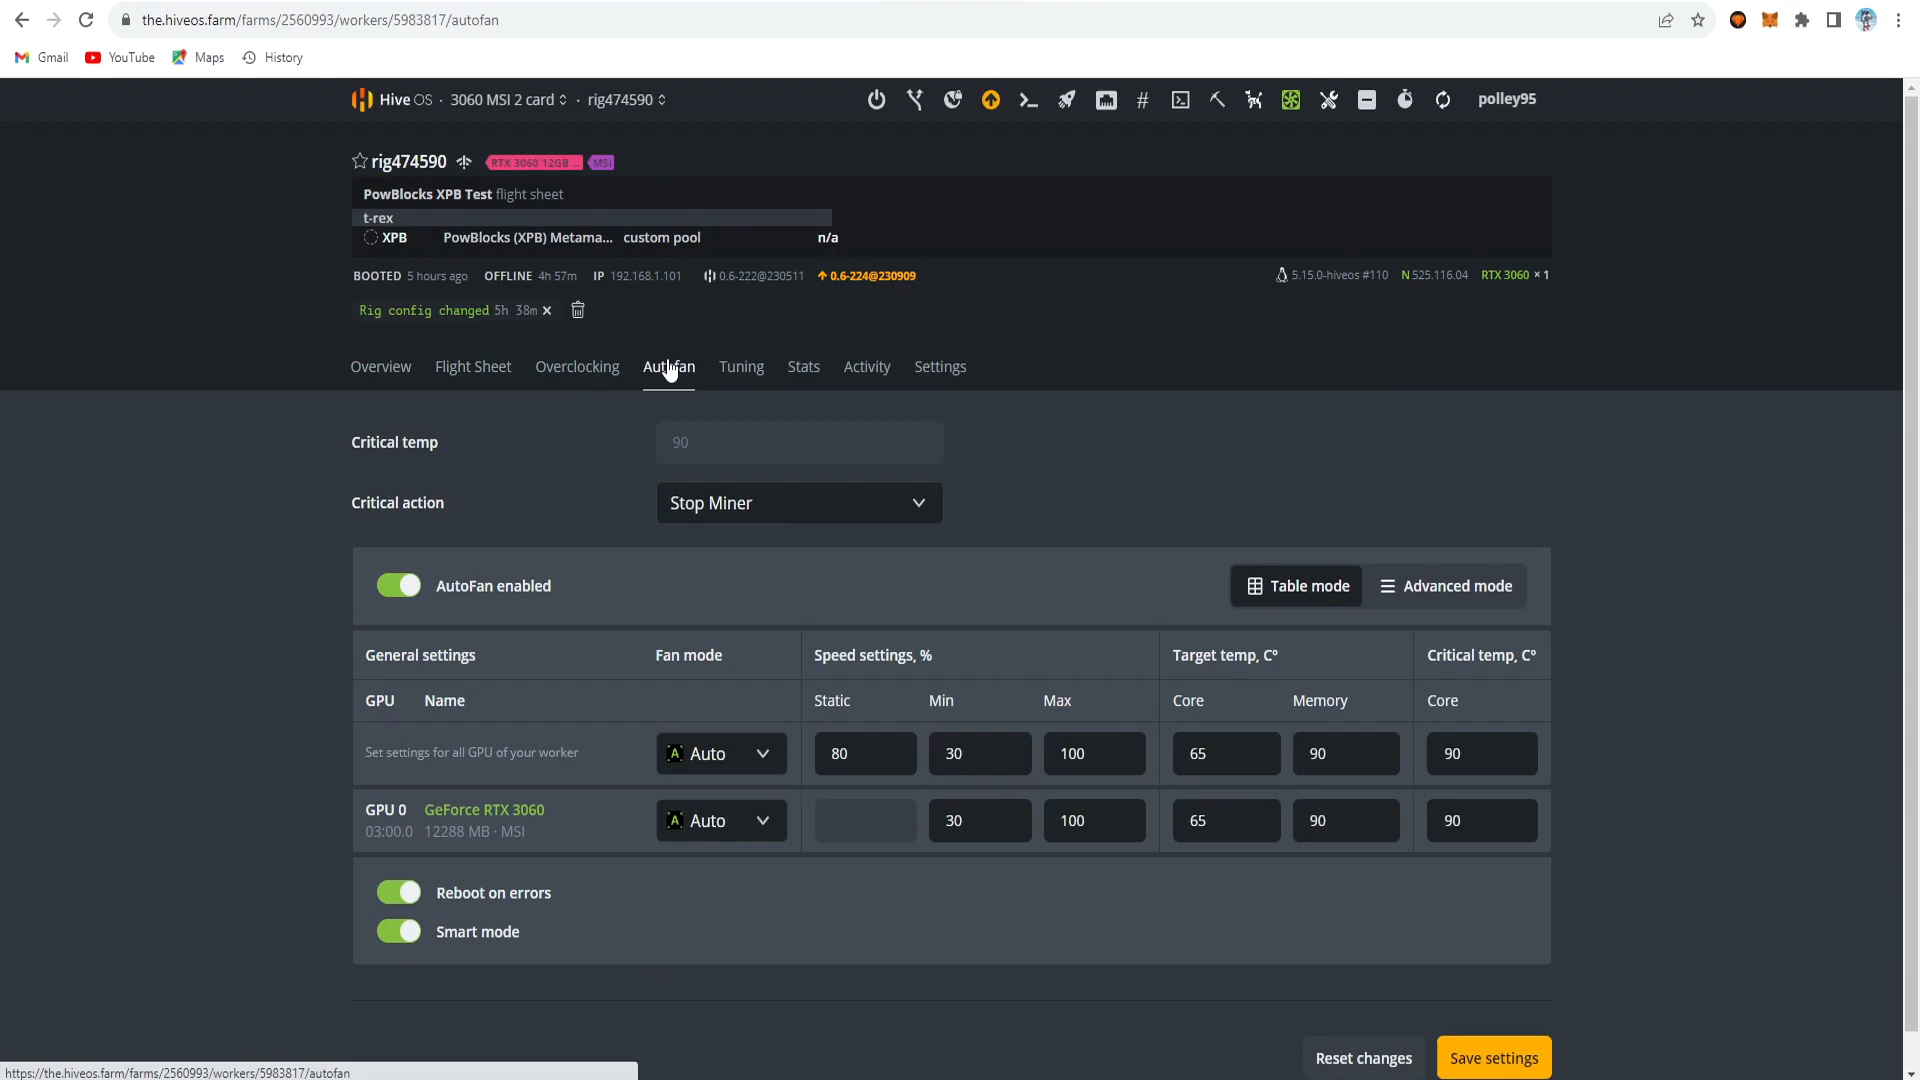 the.hiveos.farm/farms/2560993/workers/5983817/autofan
Gmail YouTube Maps History
Hive OS · 3060 MSI 2 card · rig474590 polley95
rig474590 RTX 3060 12GB ... MSI
PowBlocks XPB Test flight sheet
t-rex
XPB PowBlocks (XPB) Metama... custom pool n/a
BOOTED 5 hours ago OFFLINE 4h 57m IP 192.168.1.101 0.6-222@230511 0.6-224@230909 5.15.0-hiveos #110 N 525.116.04 RTX 3060 × 1
Rig config changed 5h 38m ×
Overview Flight Sheet Overclocking Autofan Tuning Stats Activity Settings
Critical temp 90
Critical action Stop Miner
AutoFan enabled Table mode Advanced mode
General settings Fan mode Speed settings, % Target temp, C° Critical temp, C°
GPU Name Static Min Max Core Memory Core
Set settings for all GPU of your worker A Auto 80 30 100 65 90 90
GPU 0 GeForce RTX 3060 A Auto 30 100 65 90 90
03:00.0 12288 MB · MSI
Reboot on errors
Smart mode
Reset changes Save settings
https://the.hiveos.farm/farms/2560993/workers/5983817/autofan